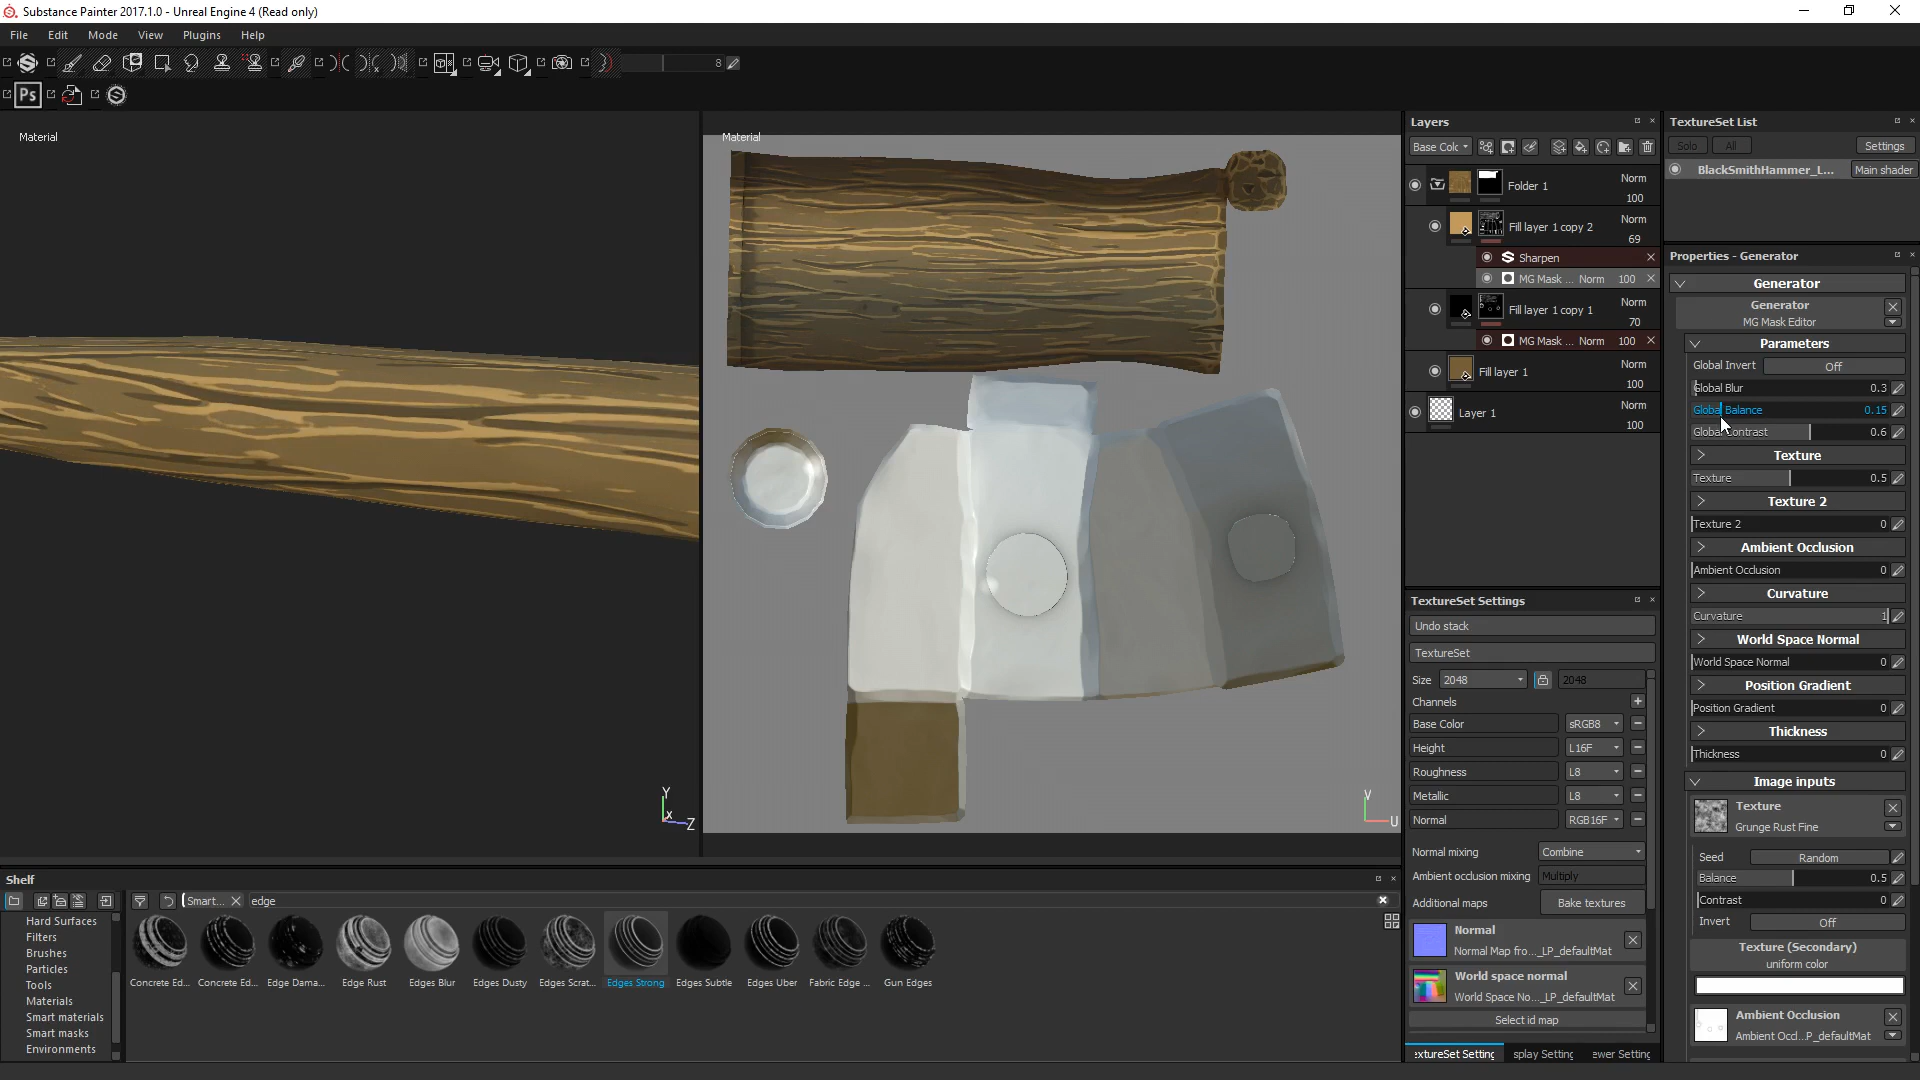 Substance Painter 2017.1.0 - Unreal Engine 4 (Read only)
File Edit Mode View Plugins Help
8
Ps
Material
Material
Y
X
Z
V
U
Layers
Base Colc
Folder 1 Norm 100
Fill layer 1 copy 2 Norm 69
Sharpen
MG Mask ... Norm 100
Fill layer 1 copy 1 Norm 70
MG Mask ... Norm 100
Fill layer 1 Norm 100
Layer 1 Norm 100
TextureSet Settings
Undo stack
TextureSet
Size 2048 2048
Channels
Base Color sRGB8
Height L16F
Roughness L8
Metallic L8
Normal RGB16F
Normal mixing Combine
Ambient occlusion mixing Multiply
Additional maps Bake textures
Normal
Normal Map fro..._LP_defaultMat
World space normal
World Space No..._LP_defaultMat
Select id map
extureSet Setting splay Setting ewer Setting
TextureSet List
Solo All Settings
BlackSmithHammer_L... Main shader
Properties - Generator
Generator
Generator
MG Mask Editor
Parameters
Global Invert Off
Global Blur 0.3
Global Balance 0.15
Global Contrast 0.6
Texture
Texture 0.5
Texture 2
Texture 2 0
Ambient Occlusion
Ambient Occlusion 0
Curvature
Curvature 1
World Space Normal
World Space Normal 0
Position Gradient
Position Gradient 0
Thickness
Thickness 0
Image inputs
Texture
Grunge Rust Fine
Seed Random
Balance 0.5
Contrast 0
Invert Off
Texture (Secondary)
uniform color
Ambient Occlusion
Ambient Occl...P_defaultMat
Shelf
Smart... edge
Hard Surfaces
Filters
Brushes
Particles
Tools
Materials
Smart materials
Smart masks
Environments
Concrete Ed... Concrete Ed... Edge Dama... Edge Rust Edges Blur Edges Dusty Edges Scrat... Edges Strong Edges Subtle Edges Uber Fabric Edge ... Gun Edges